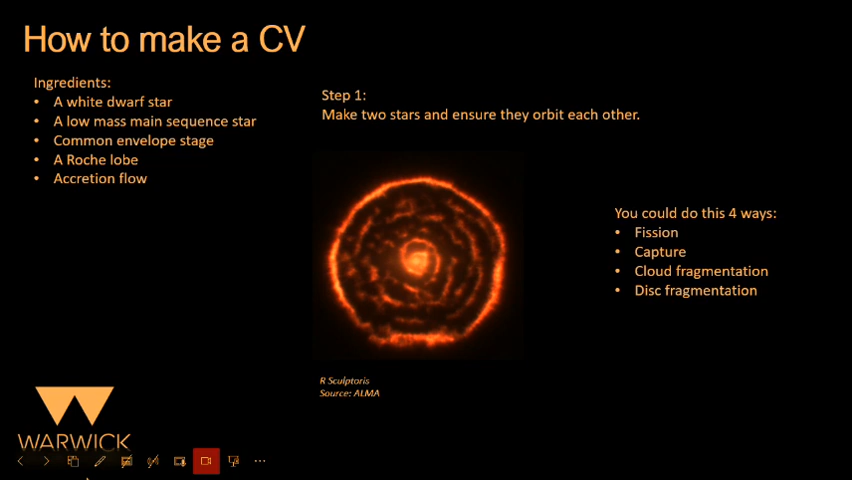 How to make a CV
Ingredients:
• A white dwarf star
• A low mass main sequence star
• Common envelope stage
• A Roche lobe
• Accretion flow
Step 1:
Make two stars and ensure they orbit each other.
You could do this 4 ways:
• Fission
• Capture
• Cloud fragmentation
• Disc fragmentation
R Sculptoris
Source: ALMA
WARWICK